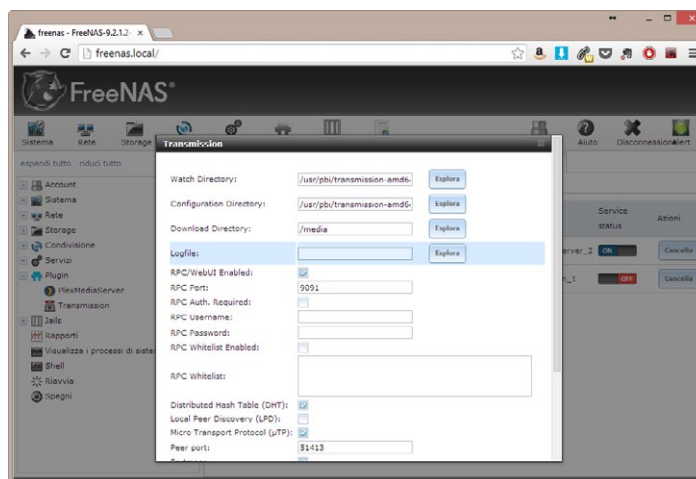 freenas - FreeNAS-9.2.1.2-
freenas.local/
FreeNAS®
Sistema
Rete
Storage
Aiuto
Disconnessione
Alert
espandi tutto riduci tutto
Transmission
Account
Sistema
Rete
Storage
Condivisione
Servizi
Plugin
PlexMediaServer
Transmission
Jails
Rapporti
Visualizza i processi di sister
Shell
Riavvia
Spegni
Watch Directory: /usr/pbi/transmission-amd6- Esplora
Configuration Directory: /usr/pbi/transmission-amd6- Esplora
Download Directory: /media Esplora
Logfile: Esplora
RPC/WebUI Enabled:
RPC Port: 9091
RPC Auth. Required:
RPC Username:
RPC Password:
RPC Whitelist Enabled:
RPC Whitelist:
Distributed Hash Table (DHT):
Local Peer Discovery (LPD):
Micro Transport Protocol (µTP):
Peer port: 51413
Service status
Azioni
erver_2 ON Cancella
n_1 OFF Cancella